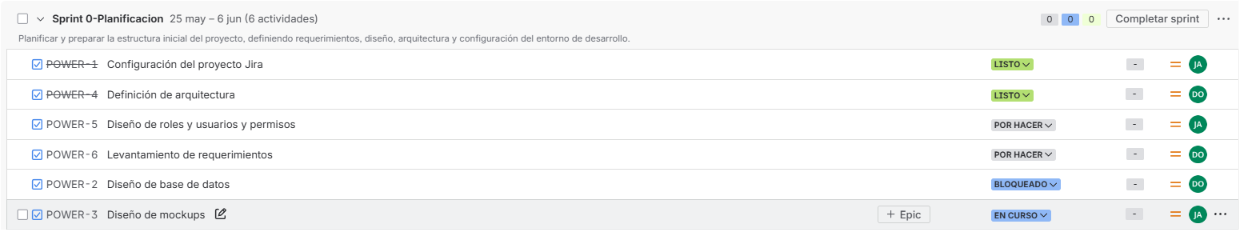 Sprint 0-Planificacion 25 may – 6 jun (6 actividades) 0 0 0 Completar sprint
Planificar y preparar la estructura inicial del proyecto, definiendo requerimientos, diseño, arquitectura y configuración del entorno de desarrollo.
POWER-1 Configuración del proyecto Jira LISTO - JA
POWER-4 Definición de arquitectura LISTO - DO
POWER-5 Diseño de roles y usuarios y permisos POR HACER - JA
POWER-6 Levantamiento de requerimientos POR HACER - DO
POWER-2 Diseño de base de datos BLOQUEADO - DO
POWER-3 Diseño de mockups + Epic EN CURSO - JA